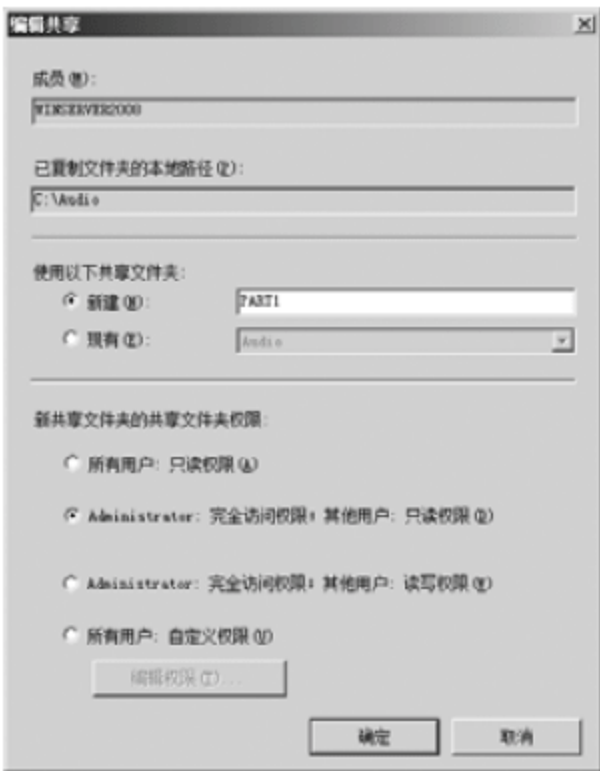 编辑共享
成员(M):
WINSERVER2008
已复制文件夹的本地路径(P):
C:\Audio
使用以下共享文件夹:
新建(N): PART1
现有(E): Audio
新共享文件夹的共享文件夹权限:
所有用户: 只读权限(A)
Administrator: 完全访问权限; 其他用户: 只读权限(D)
Administrator: 完全访问权限; 其他用户: 读写权限(W)
所有用户: 自定义权限(U)
编辑权限(T)...
确定 取消